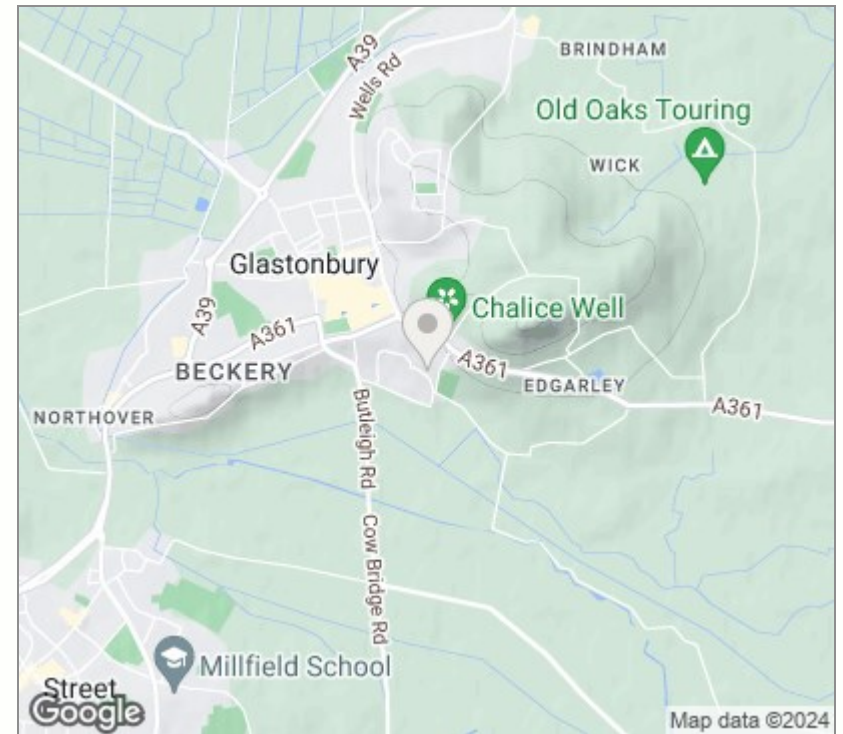 A39
Wells Rd
BRINDHAM
Old Oaks Touring
WICK
Glastonbury
Chalice Well
A39
A361
A361
BECKERY
EDGARLEY
A361
NORTHOVER
Butleigh Rd
Cow Bridge Rd
Millfield School
Street
Google
Map data ©2024